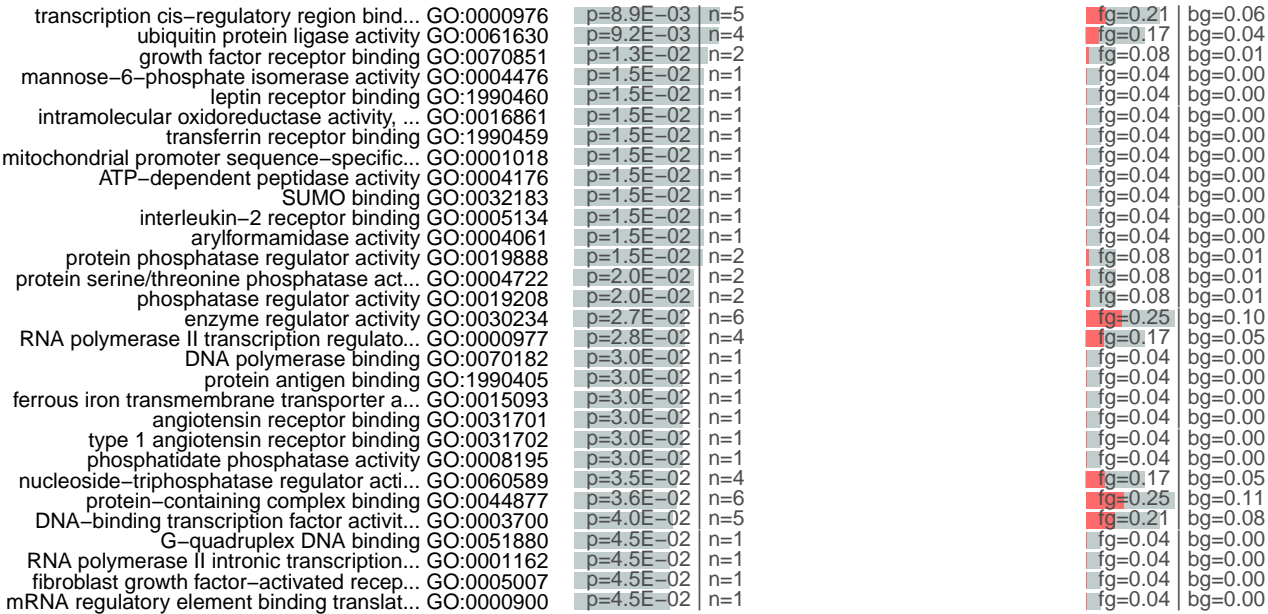 transcription cis−regulatory region bind... GO:0000976 p=8.9E−03 | n=5 fg=0.21 | bg=0.06
ubiquitin protein ligase activity GO:0061630 p=9.2E−03 | n=4 fg=0.17 | bg=0.04
growth factor receptor binding GO:0070851 p=1.3E−02 | n=2 fg=0.08 | bg=0.01
mannose−6−phosphate isomerase activity GO:0004476 p=1.5E−02 | n=1 fg=0.04 | bg=0.00
leptin receptor binding GO:1990460 p=1.5E−02 | n=1 fg=0.04 | bg=0.00
intramolecular oxidoreductase activity, ... GO:0016861 p=1.5E−02 | n=1 fg=0.04 | bg=0.00
transferrin receptor binding GO:1990459 p=1.5E−02 | n=1 fg=0.04 | bg=0.00
mitochondrial promoter sequence−specific... GO:0001018 p=1.5E−02 | n=1 fg=0.04 | bg=0.00
ATP−dependent peptidase activity GO:0004176 p=1.5E−02 | n=1 fg=0.04 | bg=0.00
SUMO binding GO:0032183 p=1.5E−02 | n=1 fg=0.04 | bg=0.00
interleukin−2 receptor binding GO:0005134 p=1.5E−02 | n=1 fg=0.04 | bg=0.00
arylformamidase activity GO:0004061 p=1.5E−02 | n=1 fg=0.04 | bg=0.00
protein phosphatase regulator activity GO:0019888 p=1.5E−02 | n=2 fg=0.08 | bg=0.01
protein serine/threonine phosphatase act... GO:0004722 p=2.0E−02 | n=2 fg=0.08 | bg=0.01
phosphatase regulator activity GO:0019208 p=2.0E−02 | n=2 fg=0.08 | bg=0.01
enzyme regulator activity GO:0030234 p=2.7E−02 | n=6 fg=0.25 | bg=0.10
RNA polymerase II transcription regulato... GO:0000977 p=2.8E−02 | n=4 fg=0.17 | bg=0.05
DNA polymerase binding GO:0070182 p=3.0E−02 | n=1 fg=0.04 | bg=0.00
protein antigen binding GO:1990405 p=3.0E−02 | n=1 fg=0.04 | bg=0.00
ferrous iron transmembrane transporter a... GO:0015093 p=3.0E−02 | n=1 fg=0.04 | bg=0.00
angiotensin receptor binding GO:0031701 p=3.0E−02 | n=1 fg=0.04 | bg=0.00
type 1 angiotensin receptor binding GO:0031702 p=3.0E−02 | n=1 fg=0.04 | bg=0.00
phosphatidate phosphatase activity GO:0008195 p=3.0E−02 | n=1 fg=0.04 | bg=0.00
nucleoside−triphosphatase regulator acti... GO:0060589 p=3.5E−02 | n=4 fg=0.17 | bg=0.05
protein−containing complex binding GO:0044877 p=3.6E−02 | n=6 fg=0.25 | bg=0.11
DNA−binding transcription factor activit... GO:0003700 p=4.0E−02 | n=5 fg=0.21 | bg=0.08
G−quadruplex DNA binding GO:0051880 p=4.5E−02 | n=1 fg=0.04 | bg=0.00
RNA polymerase II intronic transcription... GO:0001162 p=4.5E−02 | n=1 fg=0.04 | bg=0.00
fibroblast growth factor−activated recep... GO:0005007 p=4.5E−02 | n=1 fg=0.04 | bg=0.00
mRNA regulatory element binding translat... GO:0000900 p=4.5E−02 | n=1 fg=0.04 | bg=0.00